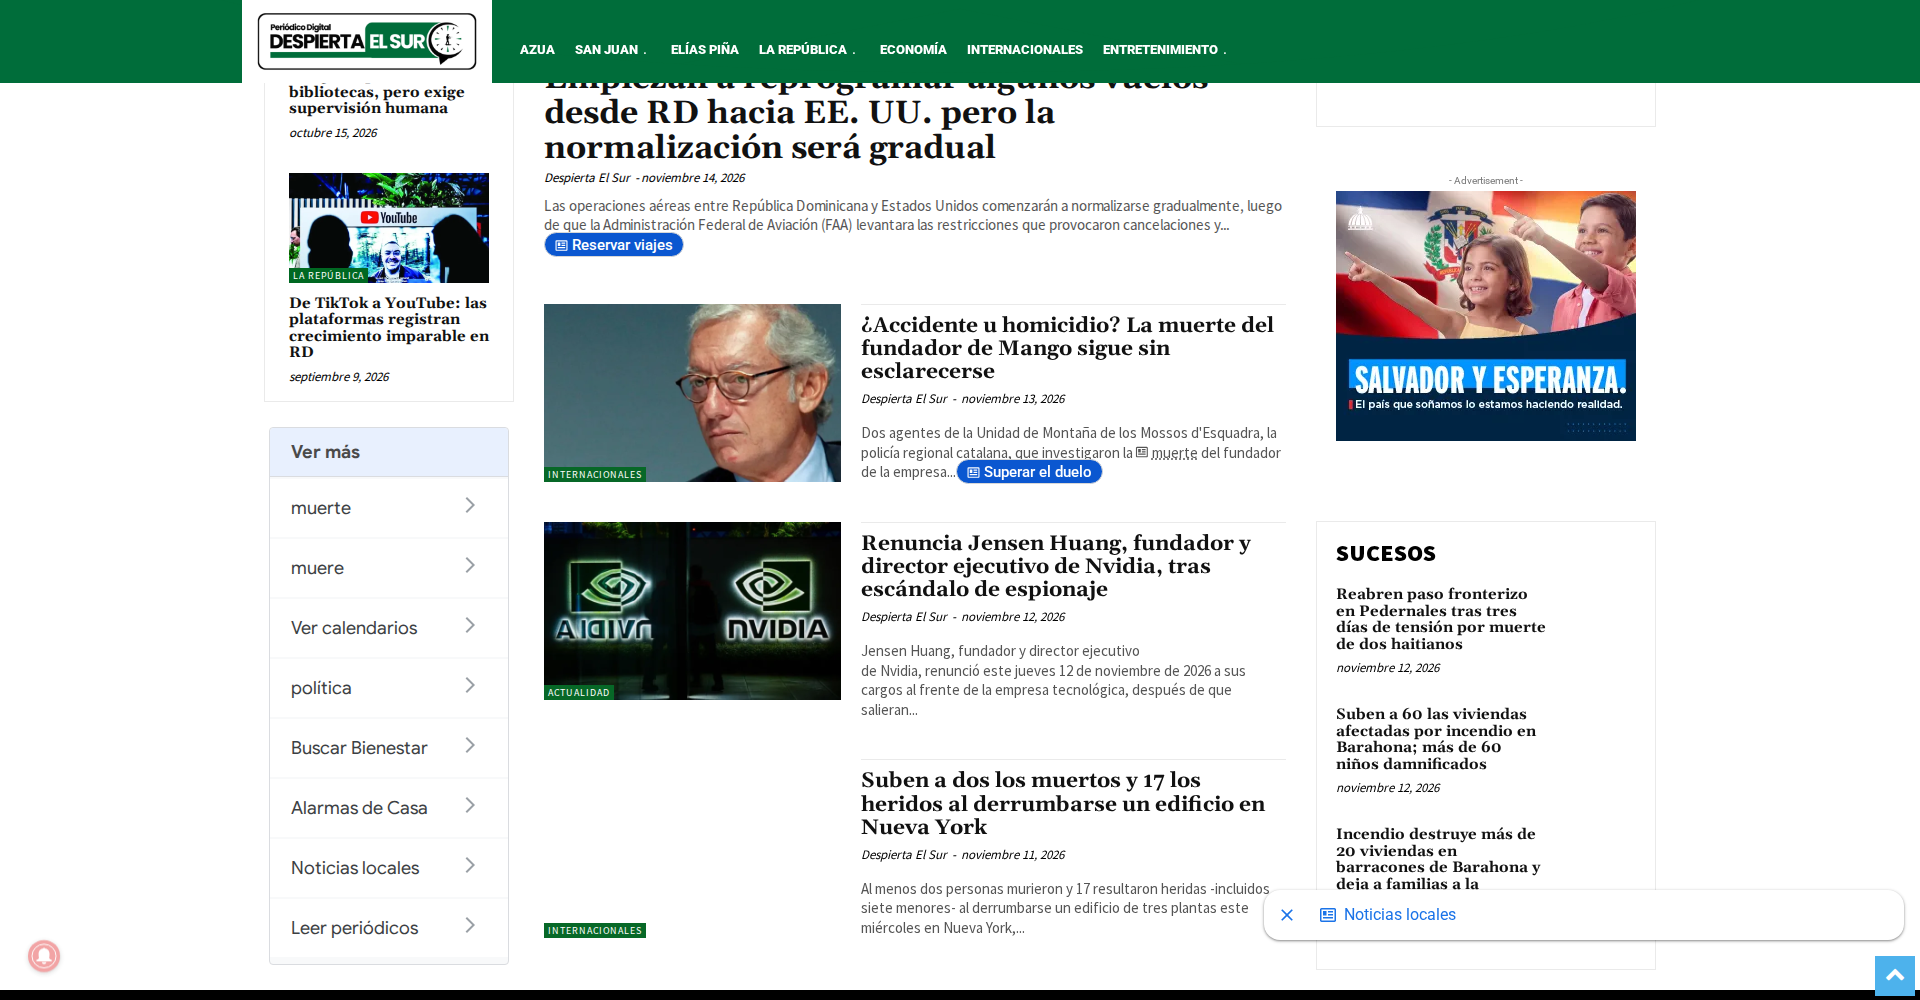 Periódico Digital
DESPIERTA EL SUR
AZUA
SAN JUAN .
ELÍAS PIÑA
LA REPÚBLICA .
ECONOMÍA
INTERNACIONALES
ENTRETENIMIENTO .
bibliotecas, pero exige
supervisión humana
octubre 15, 2026
YouTube
LA REPÚBLICA
De TikTok a YouTube: las
plataformas registran
crecimiento imparable en
RD
septiembre 9, 2026
Ver más
muerte
muere
Ver calendarios
política
Buscar Bienestar
Alarmas de Casa
Noticias locales
Leer periódicos
Empiezan a reprogramar algunos vuelos
desde RD hacia EE. UU. pero la
normalización será gradual
Despierta El Sur - noviembre 14, 2026
Las operaciones aéreas entre República Dominicana y Estados Unidos comenzarán a normalizarse gradualmente, luego
de que la Administración Federal de Aviación (FAA) levantara las restricciones que provocaron cancelaciones y...
Reservar viajes
INTERNACIONALES
¿Accidente u homicidio? La muerte del
fundador de Mango sigue sin
esclarecerse
Despierta El Sur - noviembre 13, 2026
Dos agentes de la Unidad de Montaña de los Mossos d'Esquadra, la
policía regional catalana, que investigaron la muerte del fundador
de la empresa... Superar el duelo
NVIDIA
NVIDIA
ACTUALIDAD
Renuncia Jensen Huang, fundador y
director ejecutivo de Nvidia, tras
escándalo de espionaje
Despierta El Sur - noviembre 12, 2026
Jensen Huang, fundador y director ejecutivo
de Nvidia, renunció este jueves 12 de noviembre de 2026 a sus
cargos al frente de la empresa tecnológica, después de que
salieran...
INTERNACIONALES
Suben a dos los muertos y 17 los
heridos al derrumbarse un edificio en
Nueva York
Despierta El Sur - noviembre 11, 2026
Al menos dos personas murieron y 17 resultaron heridas -incluidos
siete menores- al derrumbarse un edificio de tres plantas este
miércoles en Nueva York,...
- Advertisement -
SALVADOR Y ESPERANZA.
El país que soñamos lo estamos haciendo realidad.
SUCESOS
Reabren paso fronterizo
en Pedernales tras tres
días de tensión por muerte
de dos haitianos
noviembre 12, 2026
Suben a 60 las viviendas
afectadas por incendio en
Barahona; más de 60
niños damnificados
noviembre 12, 2026
Incendio destruye más de
20 viviendas en
barracones de Barahona y
deja a familias a la
Noticias locales